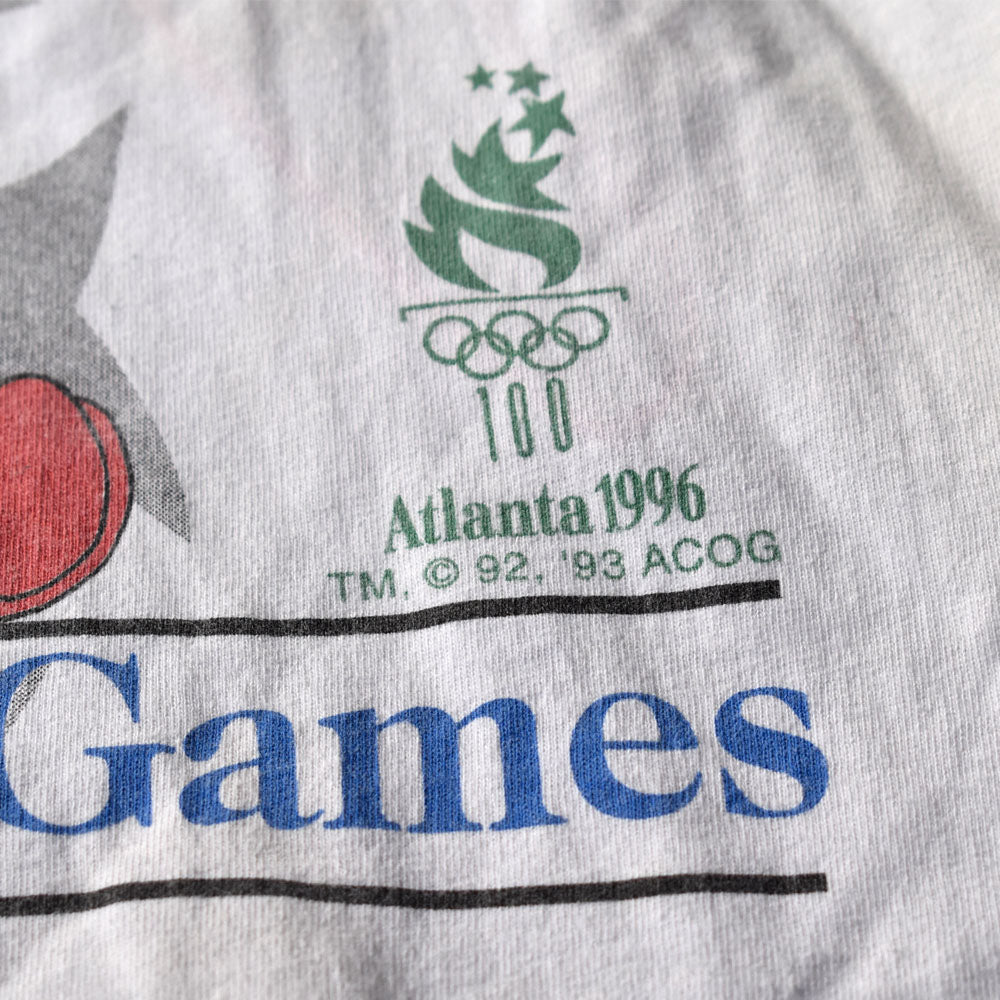 100
Atlanta 1996
TM, © 92, '93 ACOG
Games